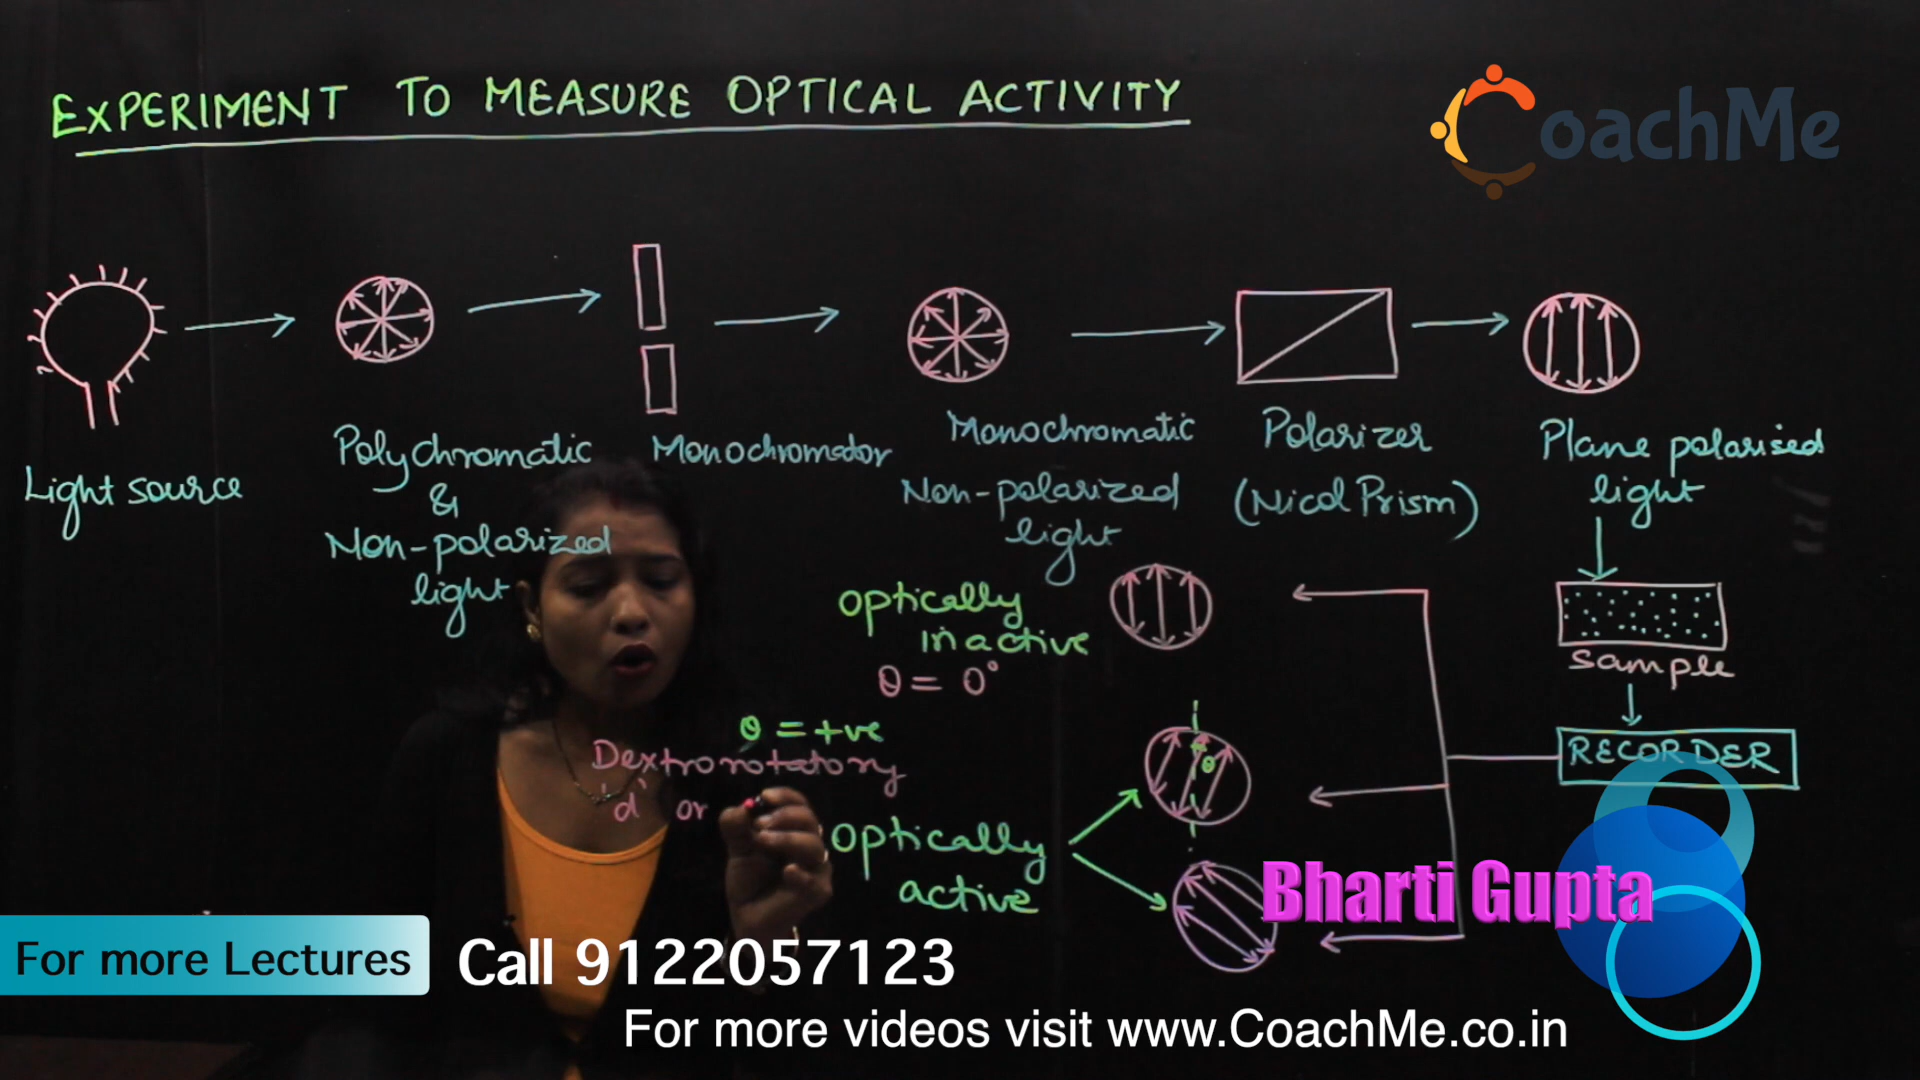 EXPERIMENT TO MEASURE OPTICAL ACTIVITY
CoachMe
Light source
Polychromatic
&
Non-polarized
light
Monochromator
Monochromatic
Non-polarized
light
Polarizer
(Nicol Prism)
Plane polarised
light
Sample
RECORDER
Optically
inactive
θ = 0°
θ = +ve
Dextrorotatory
'd' or
θ
Optically
active
Bharti Gupta
For more Lectures
Call 9122057123
For more videos visit www.CoachMe.co.in